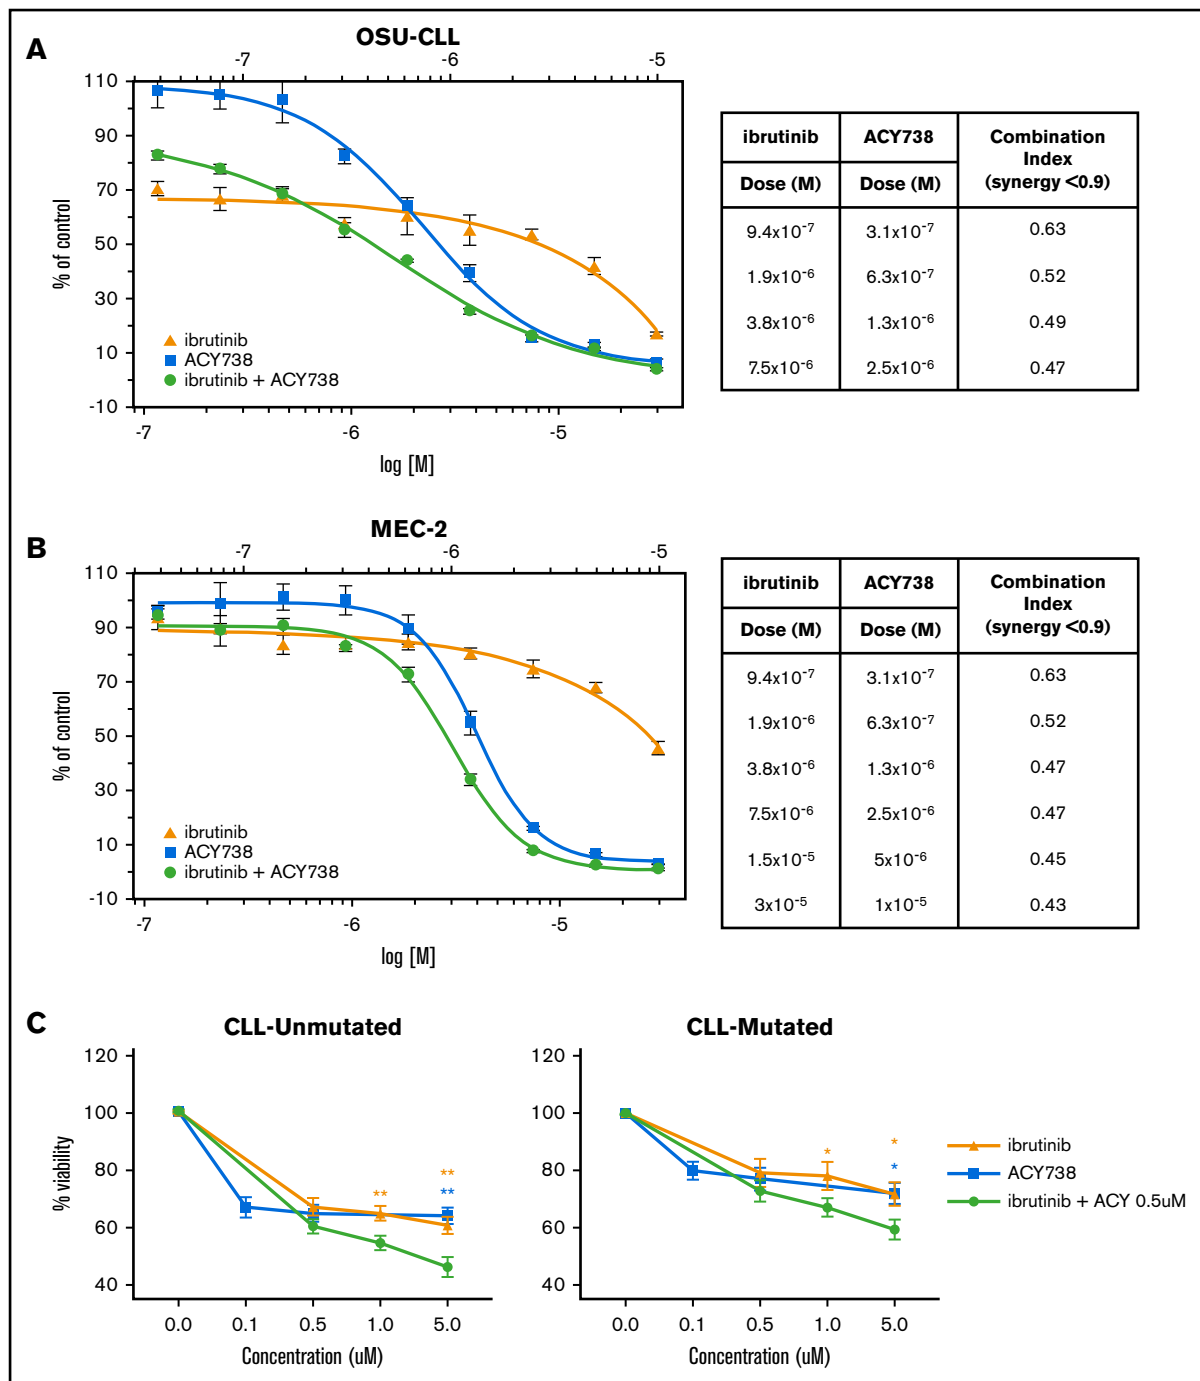 A
OSU-CLL
-7 -6 -5
110
90
70
50
30
10
-10
% of control
ibrutinib
ACY738
ibrutinib + ACY738
-7 -6 -5
log [M]
ibrutinib ACY738 Combination Index (synergy <0.9)
Dose (M) Dose (M)
9.4x10⁻⁷ 3.1x10⁻⁷ 0.63
1.9x10⁻⁶ 6.3x10⁻⁷ 0.52
3.8x10⁻⁶ 1.3x10⁻⁶ 0.49
7.5x10⁻⁶ 2.5x10⁻⁶ 0.47
B
MEC-2
-7 -6 -5
110
90
70
50
30
10
-10
% of control
ibrutinib
ACY738
ibrutinib + ACY738
-7 -6 -5
log [M]
ibrutinib ACY738 Combination Index (synergy <0.9)
Dose (M) Dose (M)
9.4x10⁻⁷ 3.1x10⁻⁷ 0.63
1.9x10⁻⁶ 6.3x10⁻⁷ 0.52
3.8x10⁻⁶ 1.3x10⁻⁶ 0.47
7.5x10⁻⁶ 2.5x10⁻⁶ 0.47
1.5x10⁻⁵ 5x10⁻⁶ 0.45
3x10⁻⁵ 1x10⁻⁵ 0.43
C
CLL-Unmutated
120
100
80
60
40
% viability
**
**
**
0.0 0.1 0.5 1.0 5.0
Concentration (uM)
CLL-Mutated
120
100
80
60
40
*
*
*
0.0 0.1 0.5 1.0 5.0
Concentration (uM)
ibrutinib
ACY738
ibrutinib + ACY 0.5uM